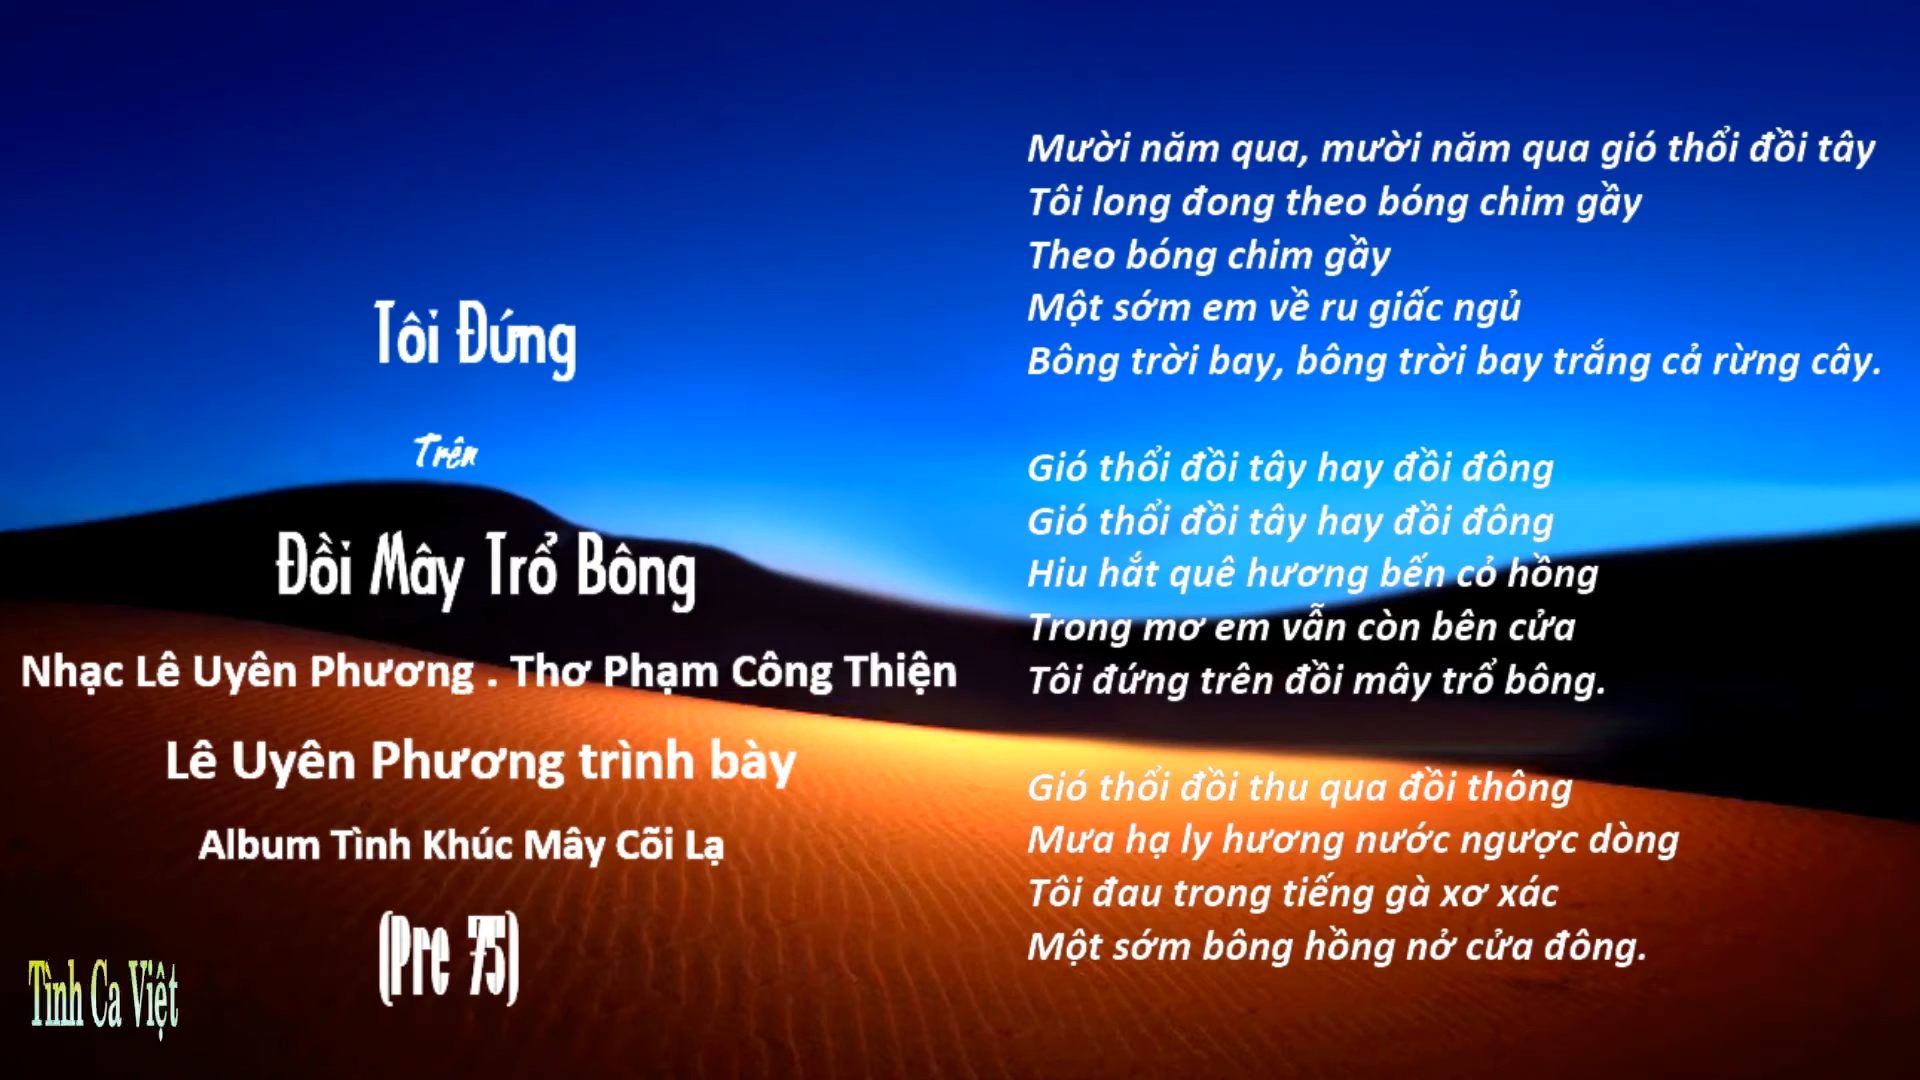 Tôi Đứng
Trên
Đồi Mây Trổ Bông
Nhạc Lê Uyên Phương . Thơ Phạm Công Thiện
Lê Uyên Phương trình bày
Album Tình Khúc Mây Cõi Lạ
(Pre 75)
Tình Ca Việt
Mười năm qua, mười năm qua gió thổi đồi tây
Tôi long đong theo bóng chim gầy
Theo bóng chim gầy
Một sớm em về ru giấc ngủ
Bông trời bay, bông trời bay trắng cả rừng cây.
Gió thổi đồi tây hay đồi đông
Gió thổi đồi tây hay đồi đông
Hiu hắt quê hương bến cỏ hồng
Trong mơ em vẫn còn bên cửa
Tôi đứng trên đồi mây trổ bông.
Gió thổi đồi thu qua đồi thông
Mưa hạ ly hương nước ngược dòng
Tôi đau trong tiếng gà xơ xác
Một sớm bông hồng nở cửa đông.